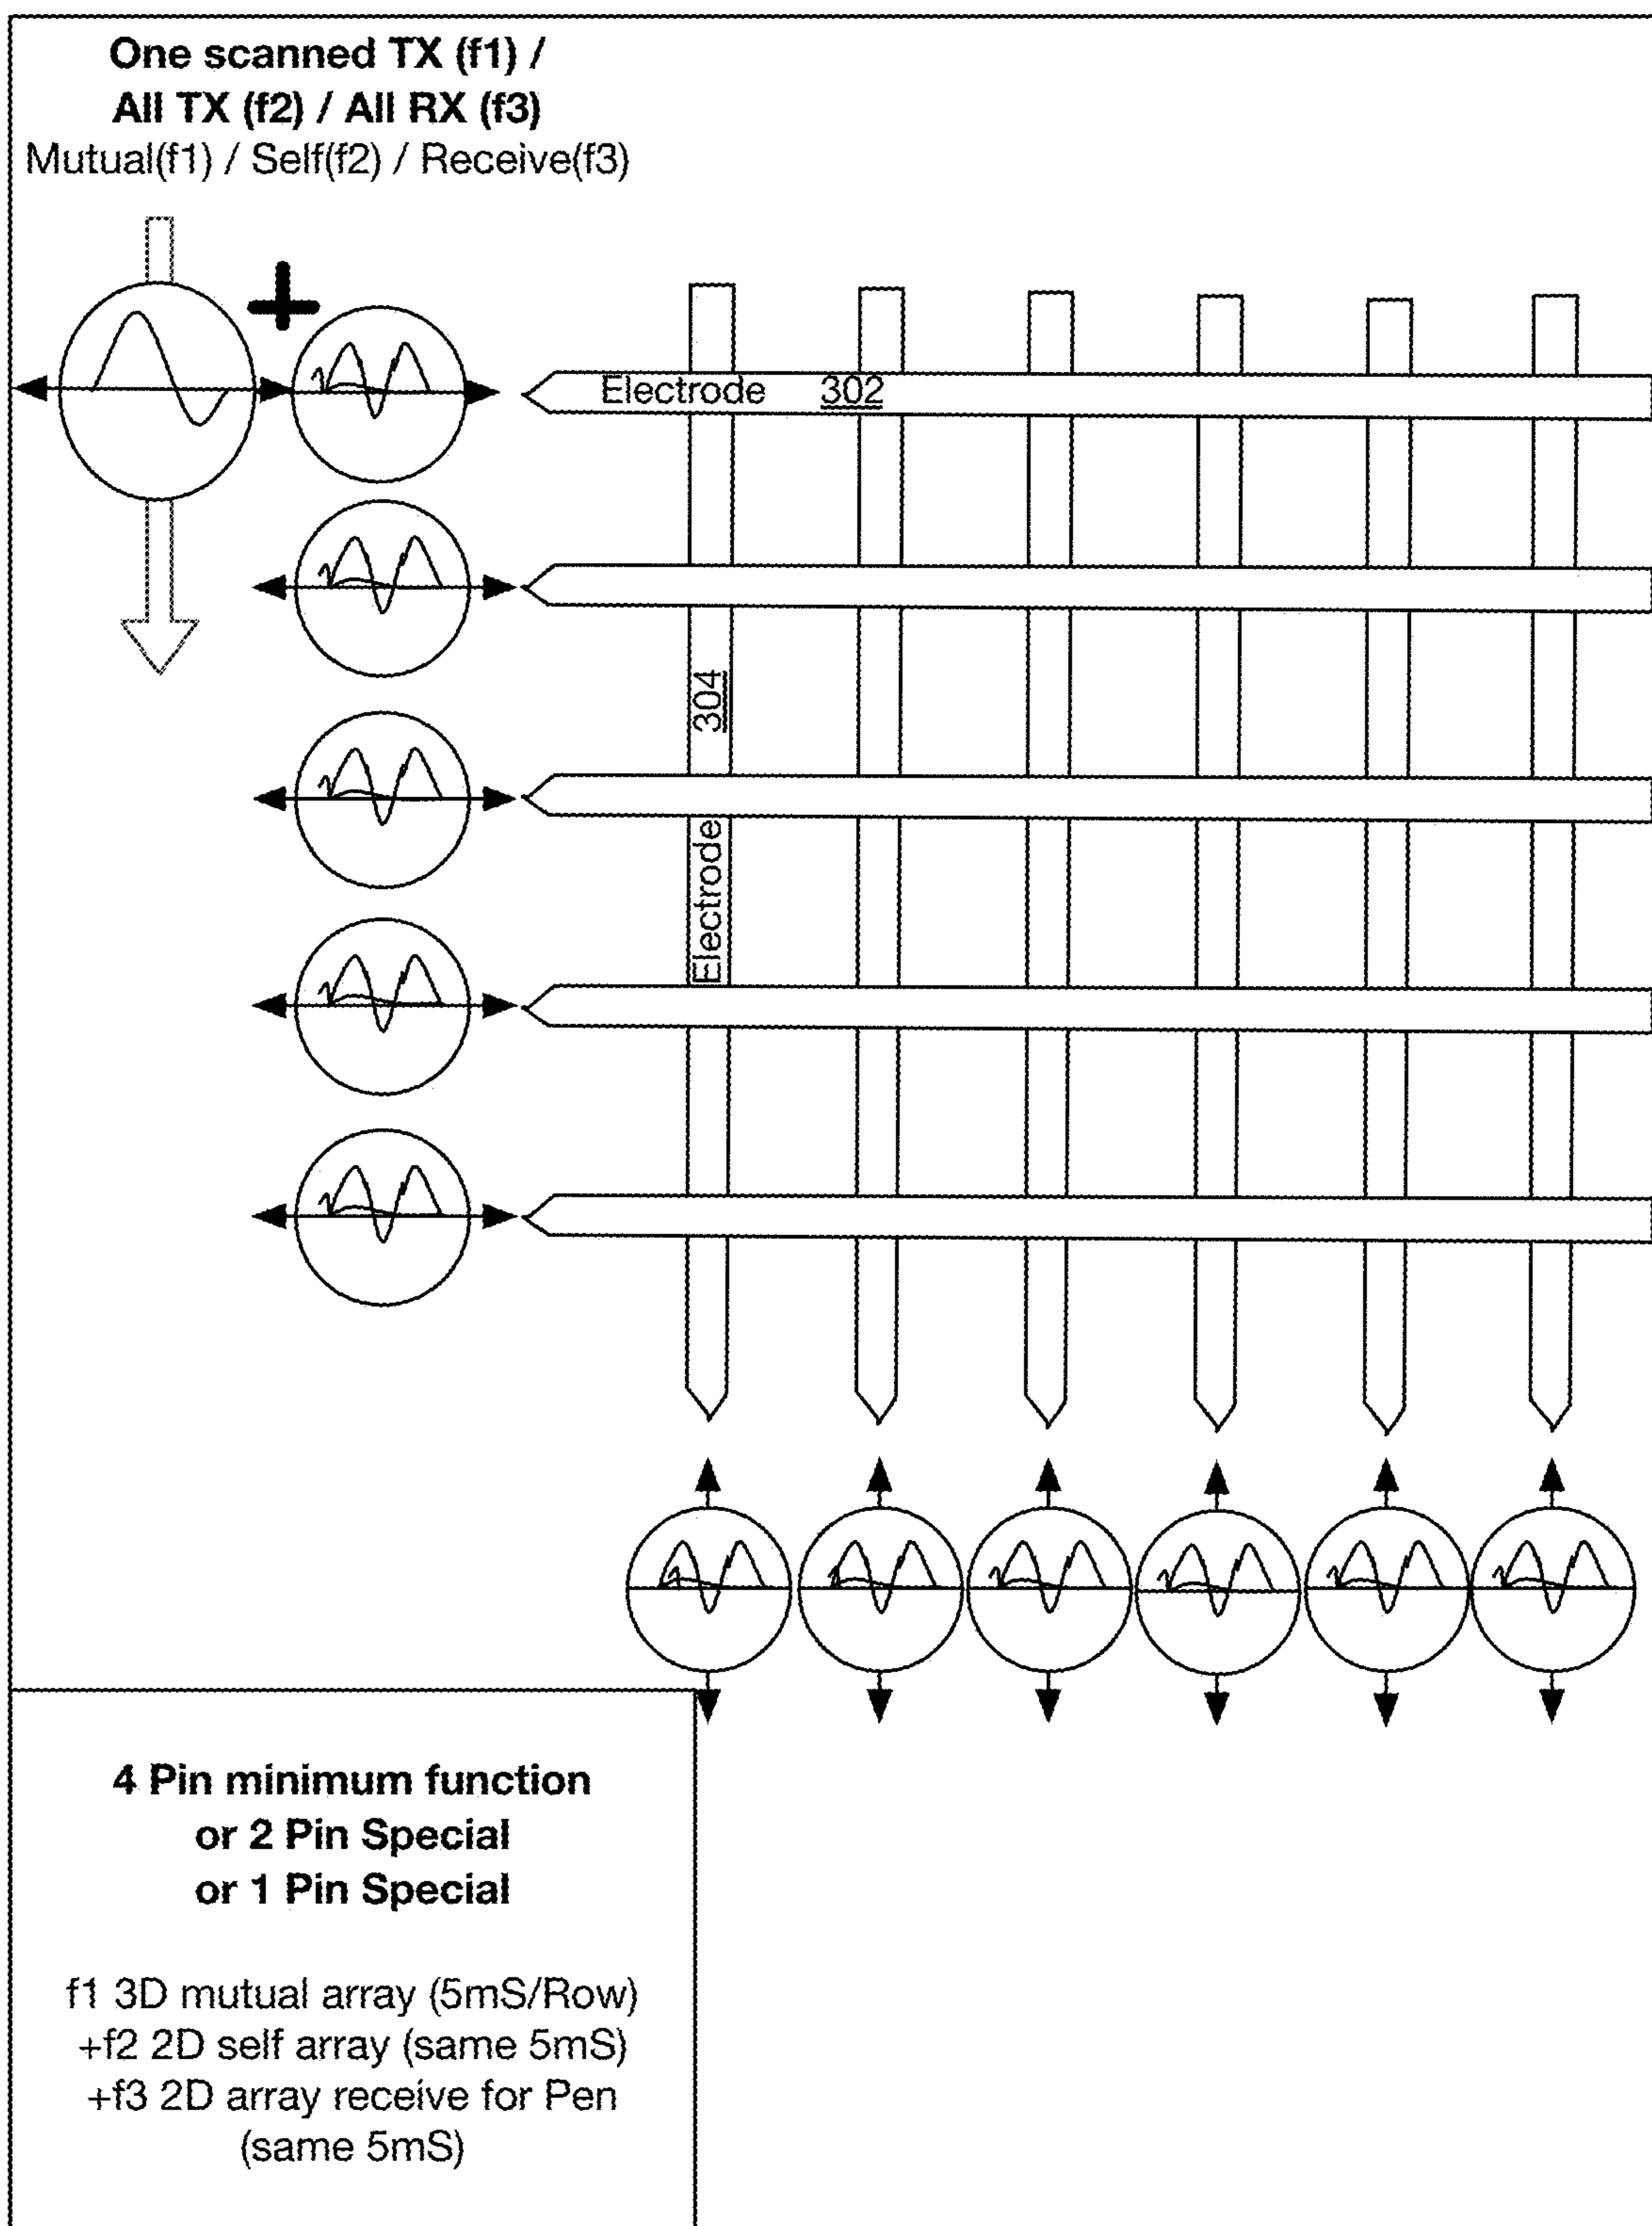 One scanned TX (f1) /
All TX (f2) / All RX (f3)
Mutual(f1) / Self(f2) / Receive(f3)
Electrode 302
Electrode 304
4 Pin minimum function
or 2 Pin Special
or 1 Pin Special
f1 3D mutual array (5mS/Row)
+f2 2D self array (same 5mS)
+f3 2D array receive for Pen
(same 5mS)